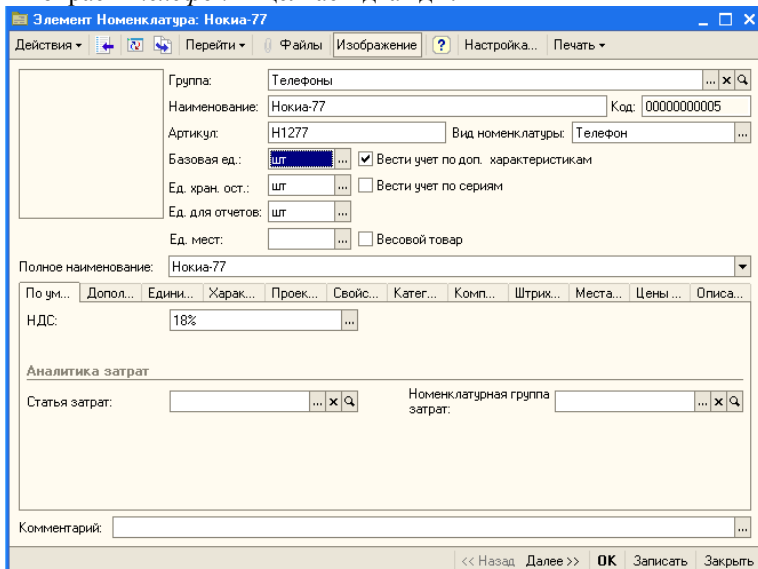 Элемент Номенклатура: Нокиа-77
Действия Перейти Файлы Изображение ? Настройка... Печать
Группа: Телефоны ... x
Наименование: Нокиа-77 Код: 00000000005
Артикул: Н1277 Вид номенклатуры: Телефон ...
Базовая ед.: шт ... Вести учет по доп. характеристикам
Ед. хран. ост.: шт ... Вести учет по сериям
Ед. для отчетов: шт ...
Ед. мест: ... Весовой товар
Полное наименование: Нокиа-77
По ум... Допол... Едини... Харак... Проек... Свойс... Катег... Комп... Штрих... Места... Цены ... Описа...
НДС: 18% ...
Аналитика затрат
Статья затрат: ... x Номенклатурная группа затрат: ... x
Комментарий: ...
<< Назад Далее >> OK Записать Закрыть